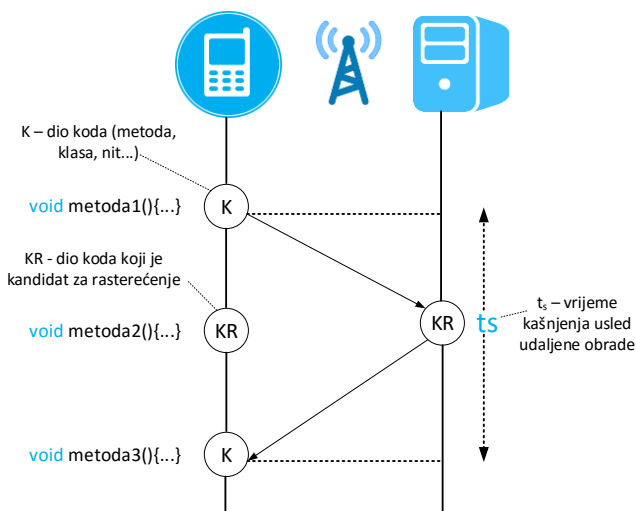 K – dio koda (metoda,
klasa, nit...)
void metoda1(){...}
K
KR - dio koda koji je
kandidat za rasterećenje
void metoda2(){...}
KR
KR
ts
ts – vrijeme
kašnjenja usled
udaljene obrade
void metoda3(){...}
K